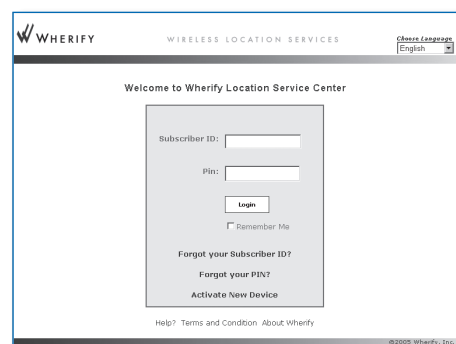 WHERIFY
WIRELESS LOCATION SERVICES
Choose Language
English
Welcome to Wherify Location Service Center
Subscriber ID:
Pin:
Login
Remember Me
Forgot your Subscriber ID?
Forgot your PIN?
Activate New Device
Help? Terms and Condition About Wherify
©2005 Wherify, Inc.